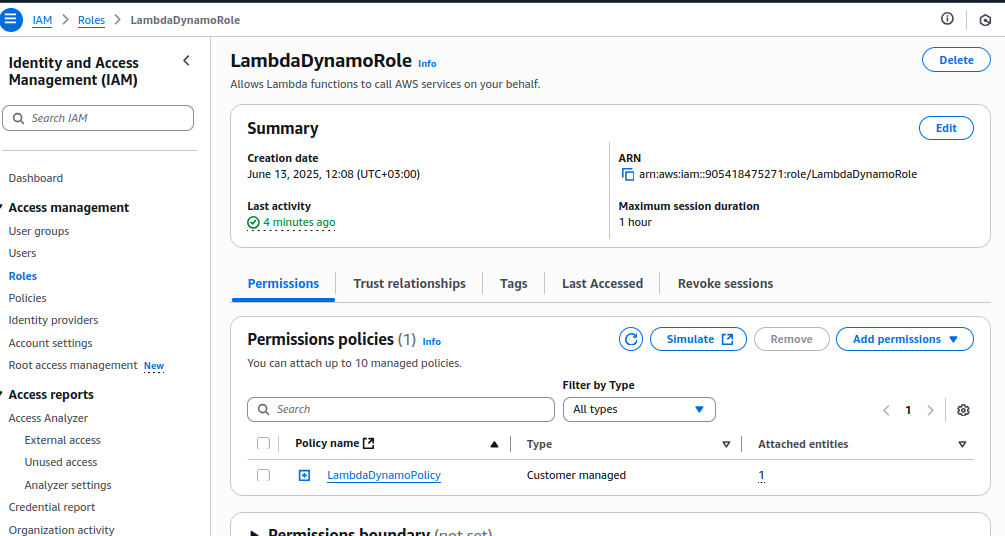 IAM > Roles > LambdaDynamoRole
Identity and Access
Management (IAM)
Search IAM
Dashboard
Access management
User groups
Users
Roles
Policies
Identity providers
Account settings
Root access management New
Access reports
Access Analyzer
External access
Unused access
Analyzer settings
Credential report
Organization activity
LambdaDynamoRole Info
Delete
Allows Lambda functions to call AWS services on your behalf.
Summary
Edit
Creation date
June 13, 2025, 12:08 (UTC+03:00)
ARN
arn:aws:iam::905418475271:role/LambdaDynamoRole
Last activity
4 minutes ago
Maximum session duration
1 hour
Permissions Trust relationships Tags Last Accessed Revoke sessions
Permissions policies (1) Info
Simulate Remove Add permissions
You can attach up to 10 managed policies.
Filter by Type
Search All types 1
Policy name Type Attached entities
LambdaDynamoPolicy Customer managed 1
Permissions boundary (not set)